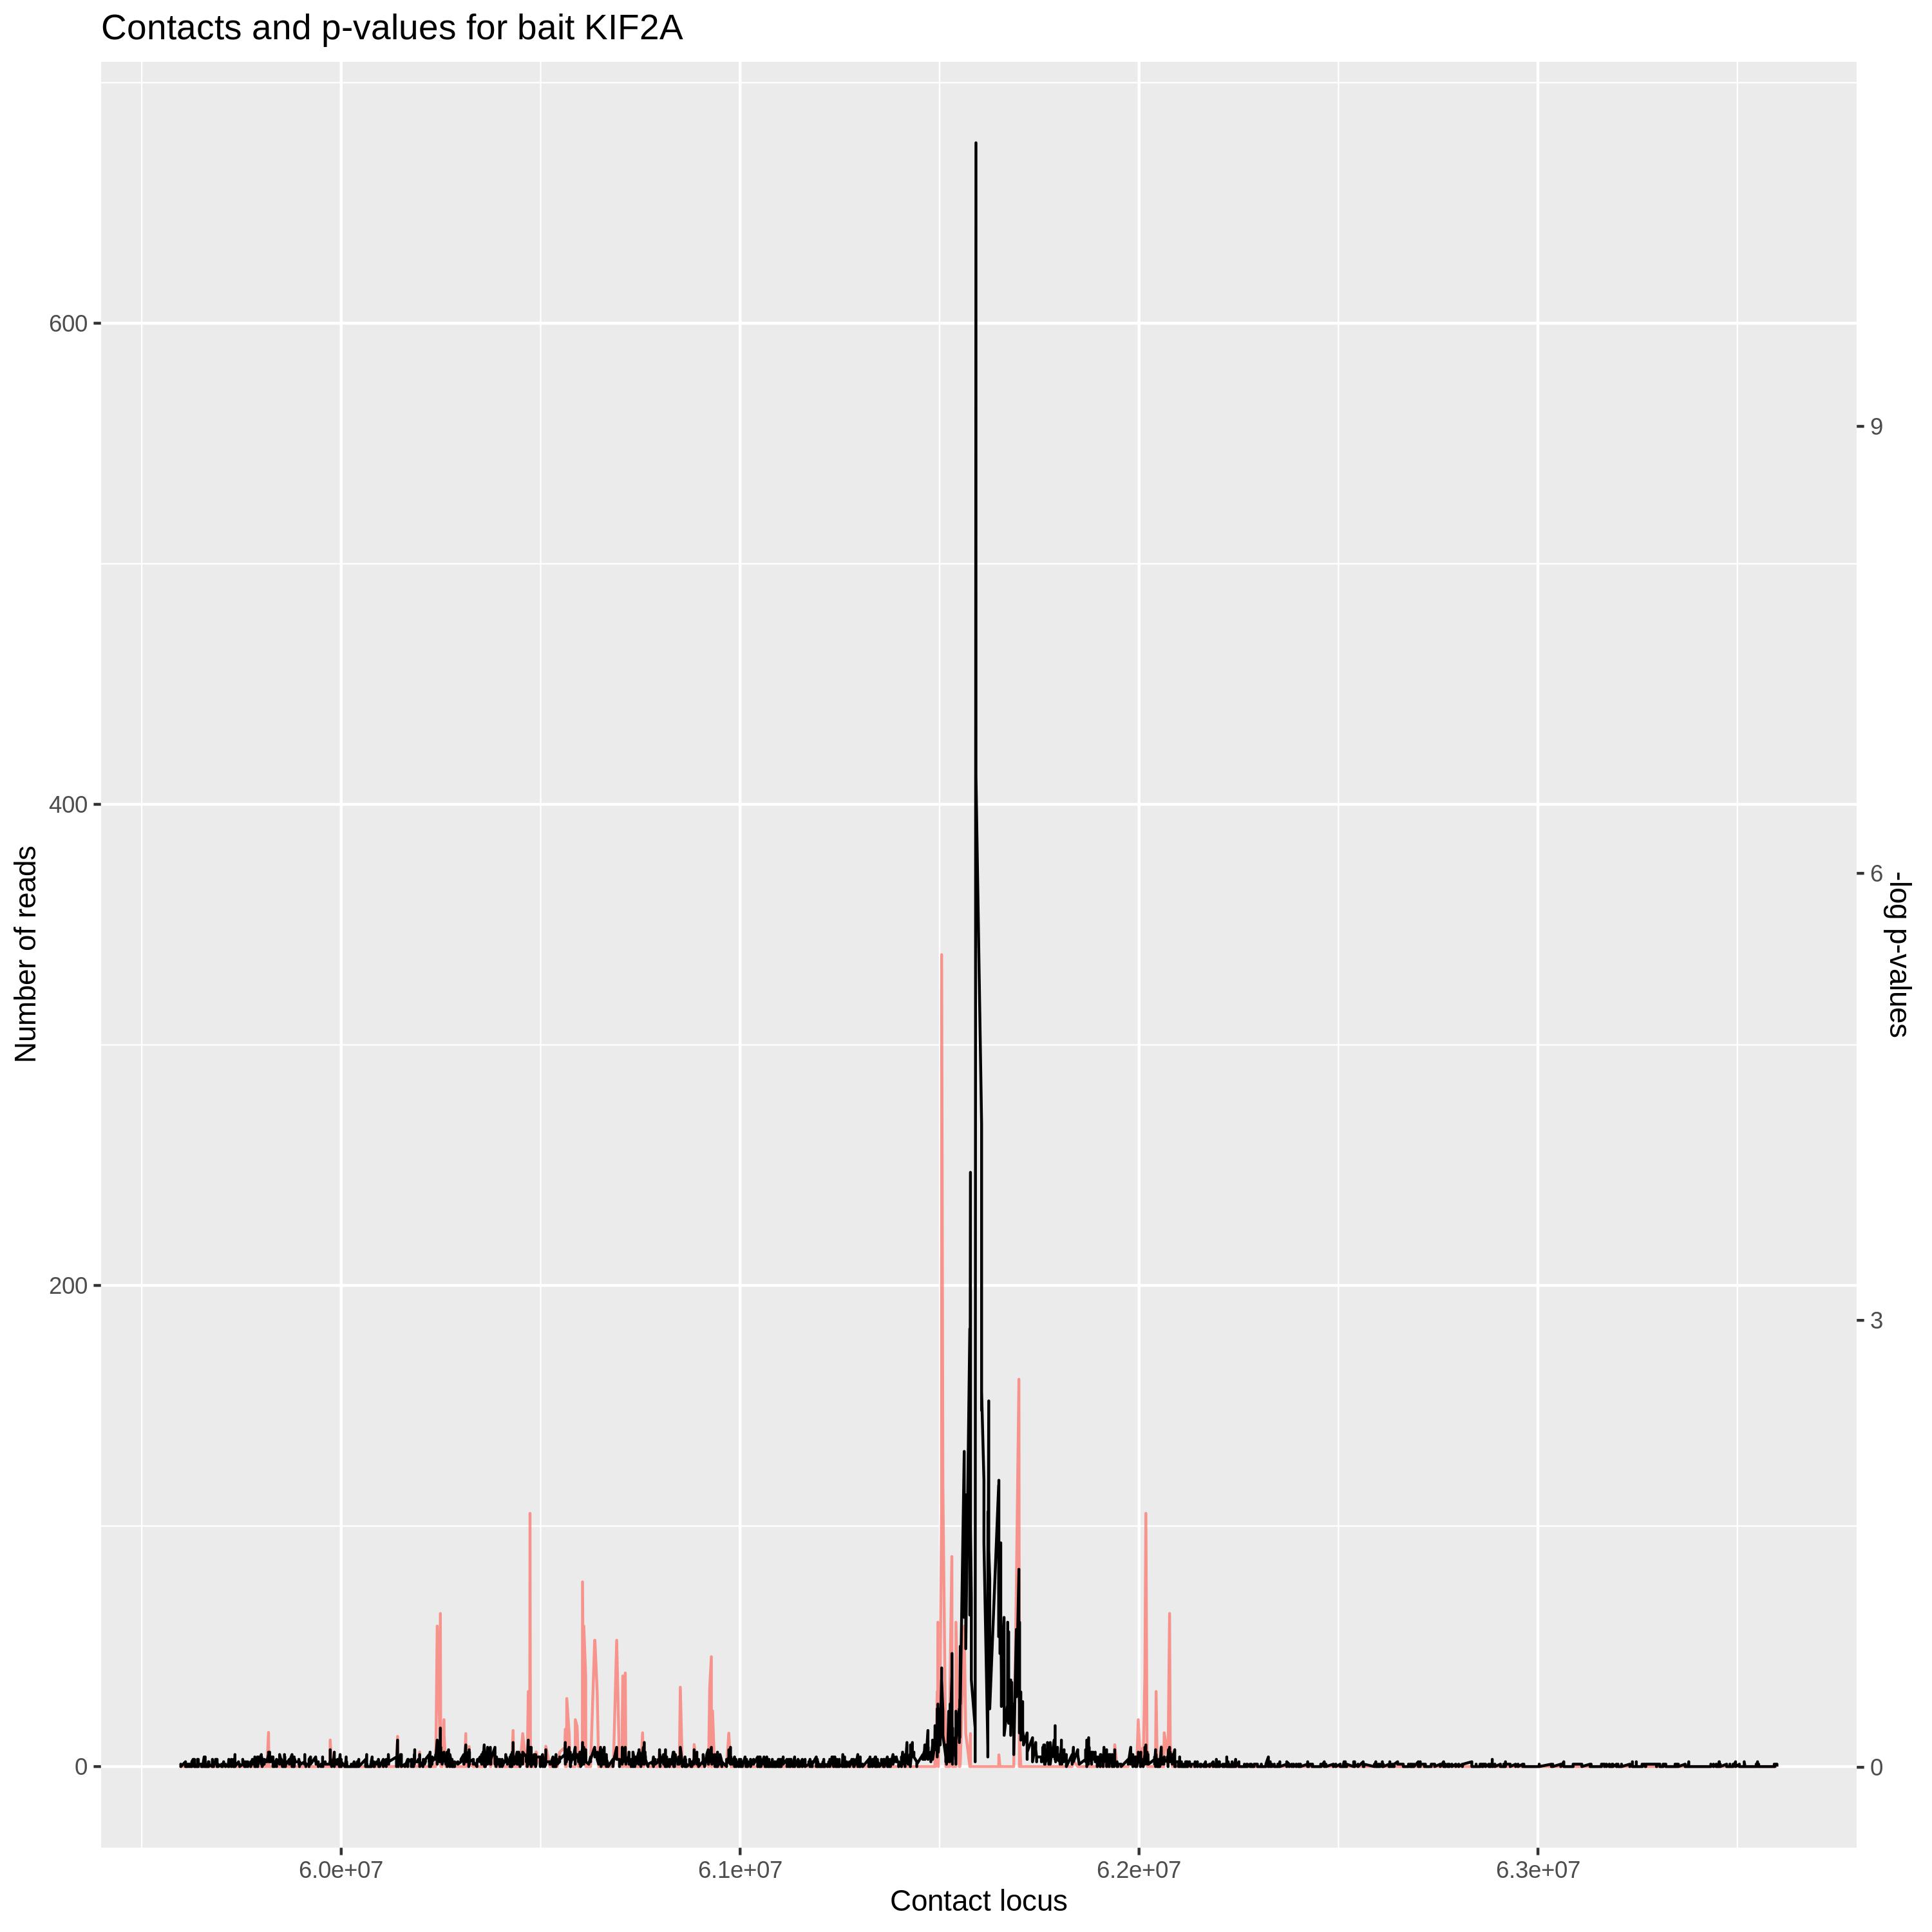 Contacts and p-values for bait KIF2A
600
400
200
0
Number of reads
9
6
3
0
-log p-values
6.0e+07
6.1e+07
6.2e+07
6.3e+07
Contact locus